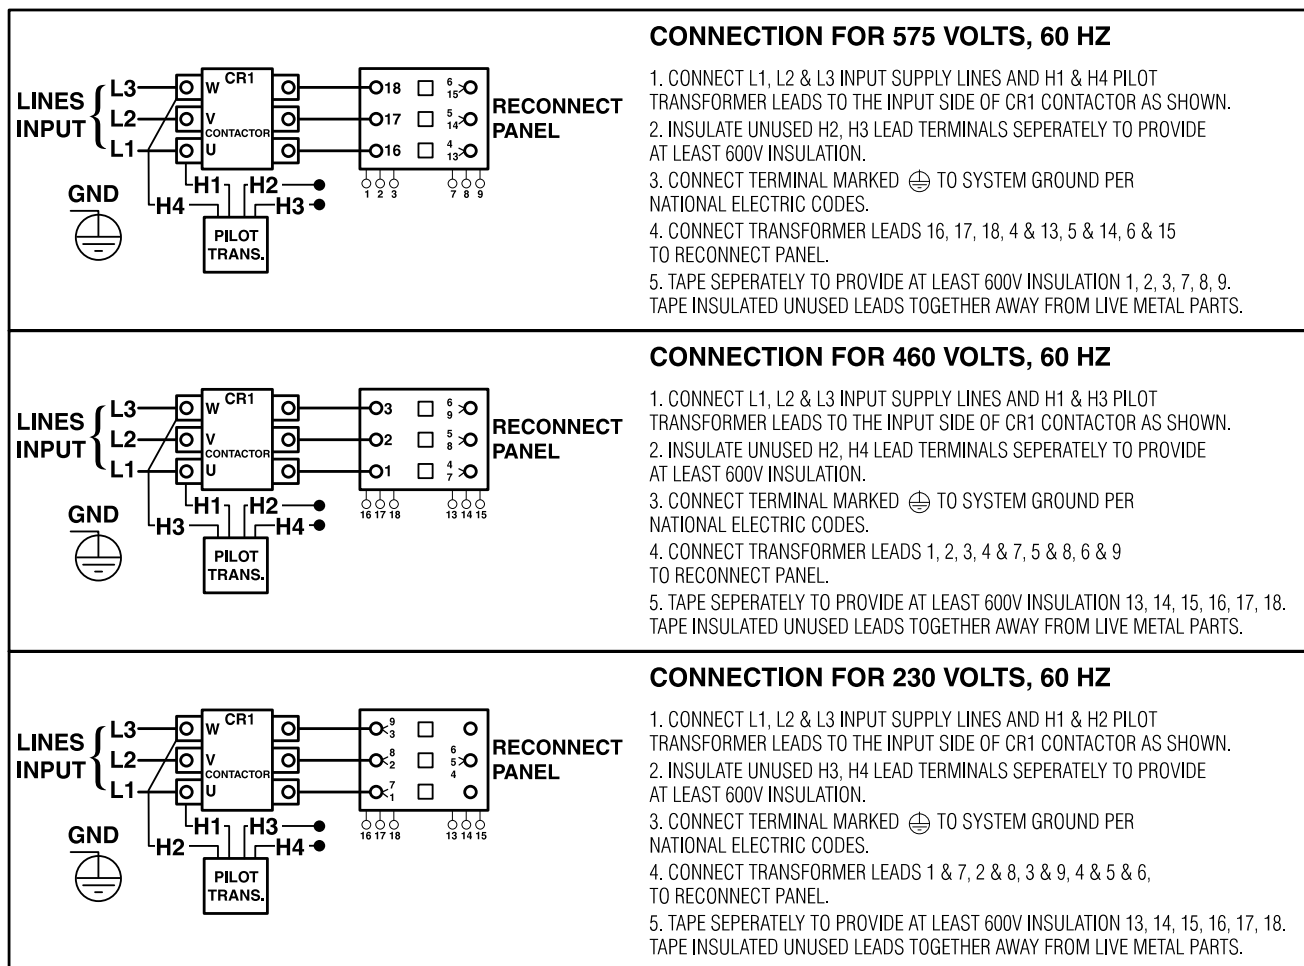 CONNECTION FOR 575 VOLTS, 60 HZ
LINES
INPUT
L3
L2
L1
W
V
U
CR1
CONTACTOR
18
17
16
6
15
5
14
4
13
RECONNECT
PANEL
1 2 3
7 8 9
H1
H2
H4
H3
GND
PILOT
TRANS.
1. CONNECT L1, L2 & L3 INPUT SUPPLY LINES AND H1 & H4 PILOT
TRANSFORMER LEADS TO THE INPUT SIDE OF CR1 CONTACTOR AS SHOWN.
2. INSULATE UNUSED H2, H3 LEAD TERMINALS SEPERATELY TO PROVIDE
AT LEAST 600V INSULATION.
3. CONNECT TERMINAL MARKED ⏚ TO SYSTEM GROUND PER
NATIONAL ELECTRIC CODES.
4. CONNECT TRANSFORMER LEADS 16, 17, 18, 4 & 13, 5 & 14, 6 & 15
TO RECONNECT PANEL.
5. TAPE SEPERATELY TO PROVIDE AT LEAST 600V INSULATION 1, 2, 3, 7, 8, 9.
TAPE INSULATED UNUSED LEADS TOGETHER AWAY FROM LIVE METAL PARTS.
CONNECTION FOR 460 VOLTS, 60 HZ
LINES
INPUT
L3
L2
L1
W
V
U
CR1
CONTACTOR
3
2
1
6
9
5
8
4
7
RECONNECT
PANEL
16 17 18
13 14 15
H1
H2
H3
H4
GND
PILOT
TRANS.
1. CONNECT L1, L2 & L3 INPUT SUPPLY LINES AND H1 & H3 PILOT
TRANSFORMER LEADS TO THE INPUT SIDE OF CR1 CONTACTOR AS SHOWN.
2. INSULATE UNUSED H2, H4 LEAD TERMINALS SEPERATELY TO PROVIDE
AT LEAST 600V INSULATION.
3. CONNECT TERMINAL MARKED ⏚ TO SYSTEM GROUND PER
NATIONAL ELECTRIC CODES.
4. CONNECT TRANSFORMER LEADS 1, 2, 3, 4 & 7, 5 & 8, 6 & 9
TO RECONNECT PANEL.
5. TAPE SEPERATELY TO PROVIDE AT LEAST 600V INSULATION 13, 14, 15, 16, 17, 18.
TAPE INSULATED UNUSED LEADS TOGETHER AWAY FROM LIVE METAL PARTS.
CONNECTION FOR 230 VOLTS, 60 HZ
LINES
INPUT
L3
L2
L1
W
V
U
CR1
CONTACTOR
9
3
8
2
7
1
6
5
4
RECONNECT
PANEL
16 17 18
13 14 15
H1
H3
H2
H4
GND
PILOT
TRANS.
1. CONNECT L1, L2 & L3 INPUT SUPPLY LINES AND H1 & H2 PILOT
TRANSFORMER LEADS TO THE INPUT SIDE OF CR1 CONTACTOR AS SHOWN.
2. INSULATE UNUSED H3, H4 LEAD TERMINALS SEPERATELY TO PROVIDE
AT LEAST 600V INSULATION.
3. CONNECT TERMINAL MARKED ⏚ TO SYSTEM GROUND PER
NATIONAL ELECTRIC CODES.
4. CONNECT TRANSFORMER LEADS 1 & 7, 2 & 8, 3 & 9, 4 & 5 & 6,
TO RECONNECT PANEL.
5. TAPE SEPERATELY TO PROVIDE AT LEAST 600V INSULATION 13, 14, 15, 16, 17, 18.
TAPE INSULATED UNUSED LEADS TOGETHER AWAY FROM LIVE METAL PARTS.